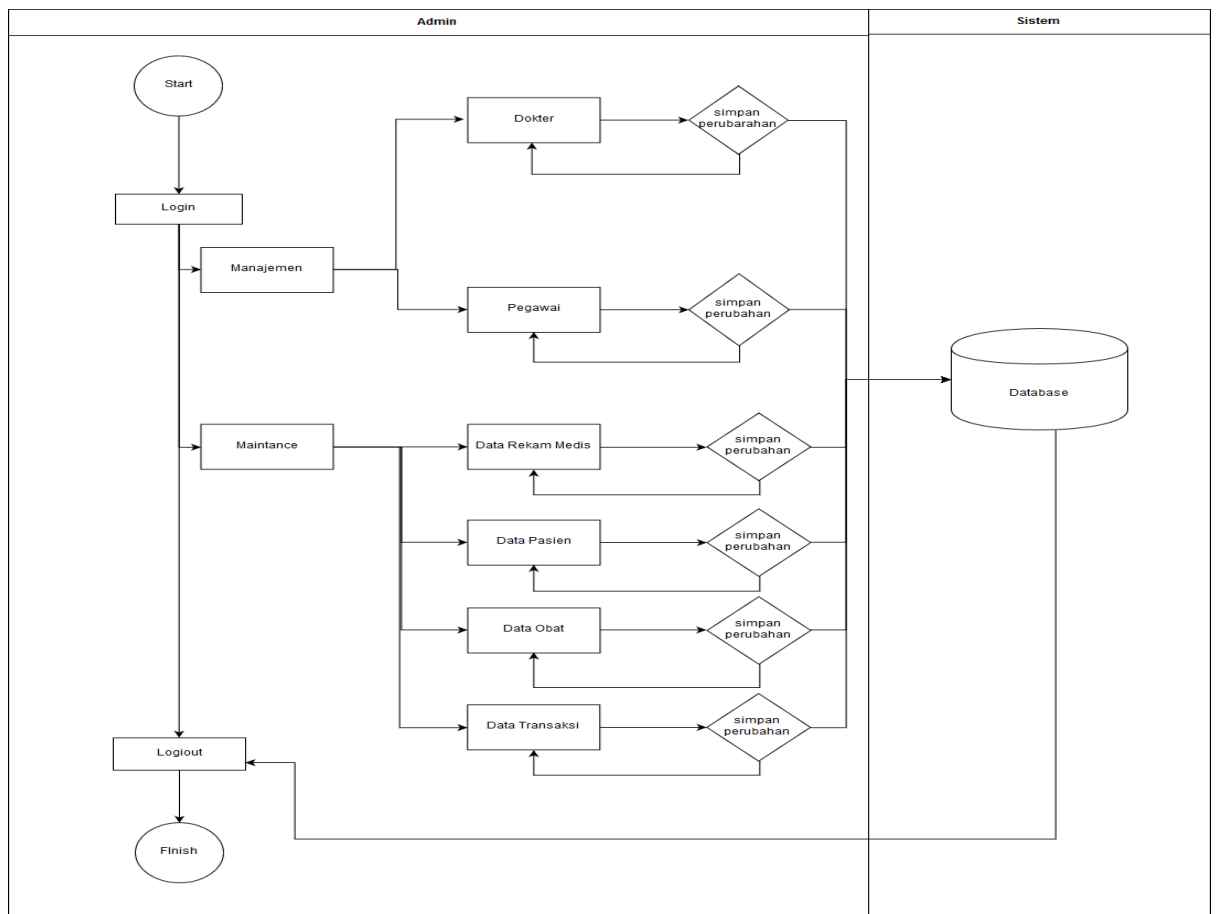 Admin
Sistem
Start
Dokter
simpan
perubarahan
Login
Manajemen
Pegawai
simpan
perubahan
Database
Maintance
Data Rekam Medis
simpan
perubahan
Data Pasien
simpan
perubahan
Data Obat
simpan
perubahan
Data Transaksi
simpan
perubahan
Logiout
FInish